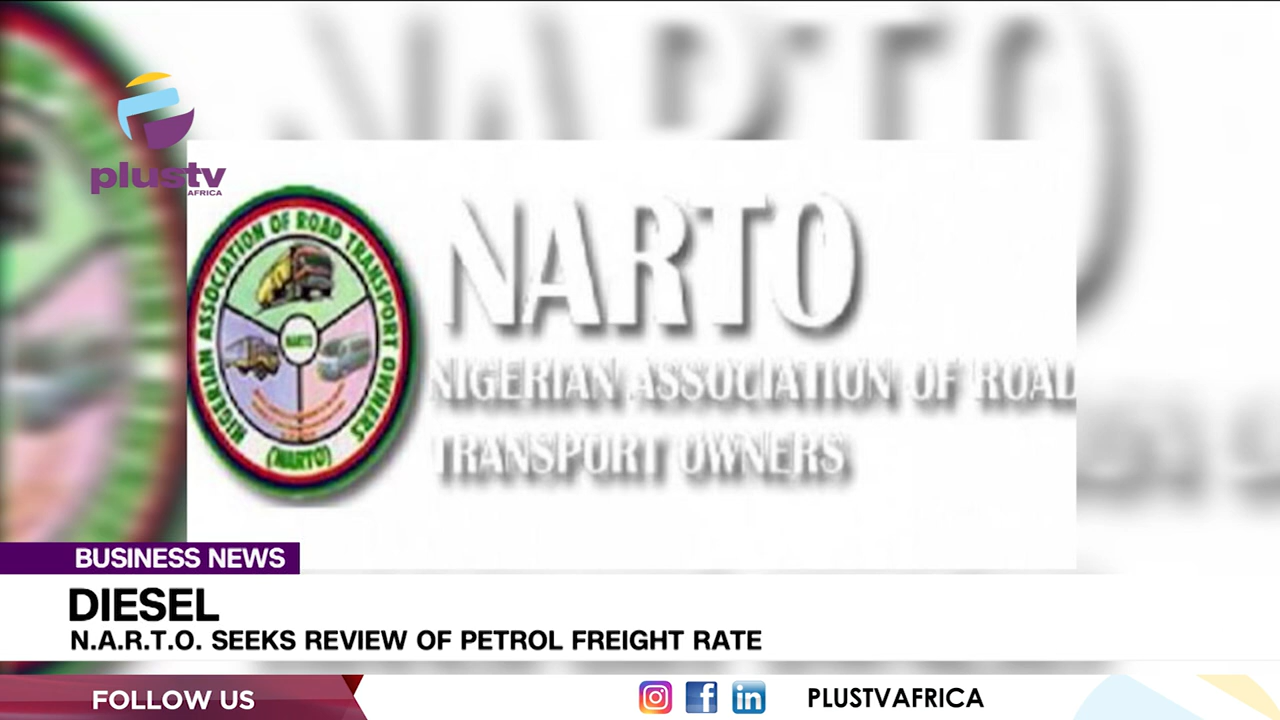 plustv
AFRICA
NIGERIAN ASSOCIATION OF ROAD TRANSPORT OWNERS
NARTO
(NARTO)
NARTO
NIGERIAN ASSOCIATION OF ROAD
TRANSPORT OWNERS
BUSINESS NEWS
DIESEL
N.A.R.T.O. SEEKS REVIEW OF PETROL FREIGHT RATE
FOLLOW US
PLUSTVAFRICA